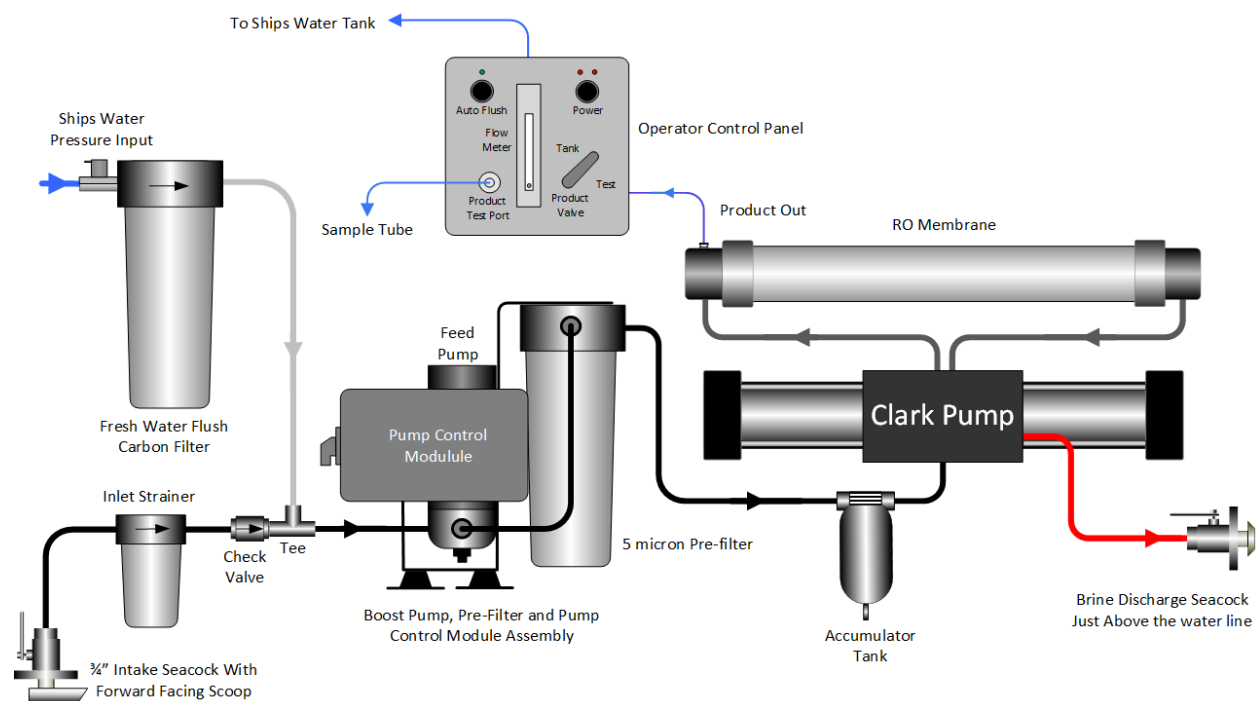 To Ships Water Tank
Auto Flush
Power
Flow
Meter
Tank
Test
Product
Test Port
Product
Valve
Operator Control Panel
Ships Water
Pressure Input
Sample Tube
Product Out
RO Membrane
Feed
Pump
Pump Control
Modulule
Clark Pump
Fresh Water Flush
Carbon Filter
Inlet Strainer
Check
Valve
Tee
5 micron Pre-filter
Boost Pump, Pre-Filter and Pump
Control Module Assembly
Accumulator
Tank
Brine Discharge Seacock
Just Above the water line
¾” Intake Seacock With
Forward Facing Scoop